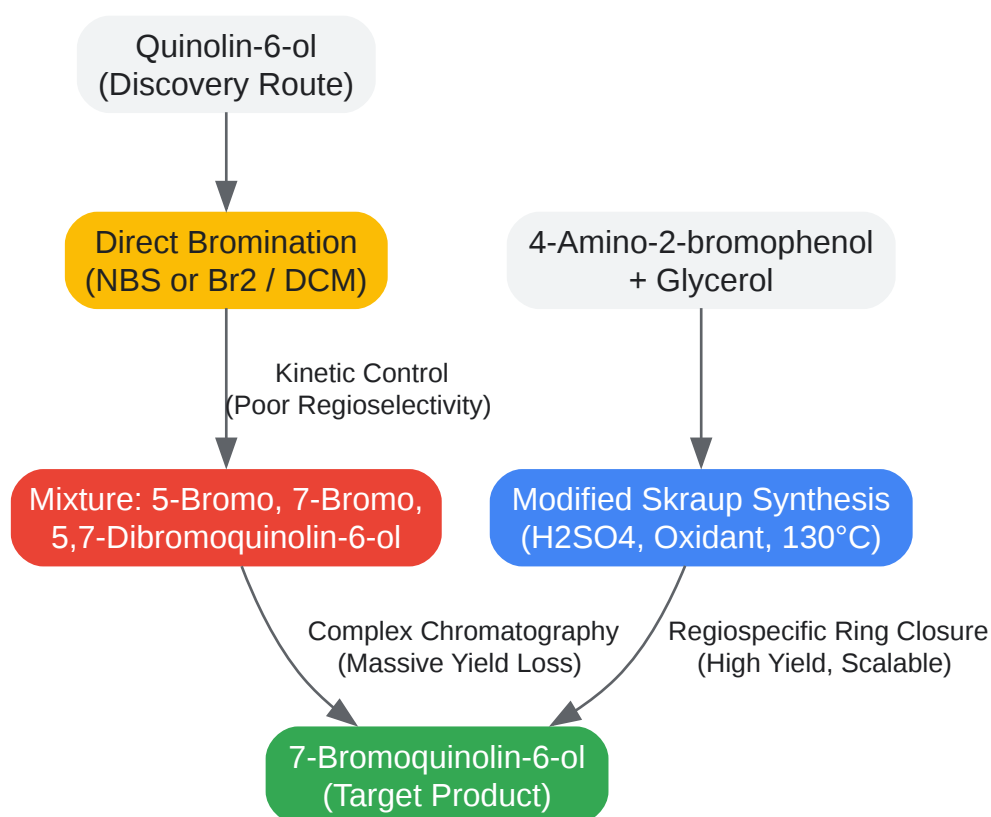 Quinolin-6-ol
(Discovery Route)
Direct Bromination
(NBS or Br2 / DCM)
4-Amino-2-bromophenol
+ Glycerol
Kinetic Control
(Poor Regioselectivity)
Mixture: 5-Bromo, 7-Bromo,
5,7-Dibromoquinolin-6-ol
Modified Skraup Synthesis
(H2SO4, Oxidant, 130°C)
Complex Chromatography
(Massive Yield Loss)
Regiospecific Ring Closure
(High Yield, Scalable)
7-Bromoquinolin-6-ol
(Target Product)